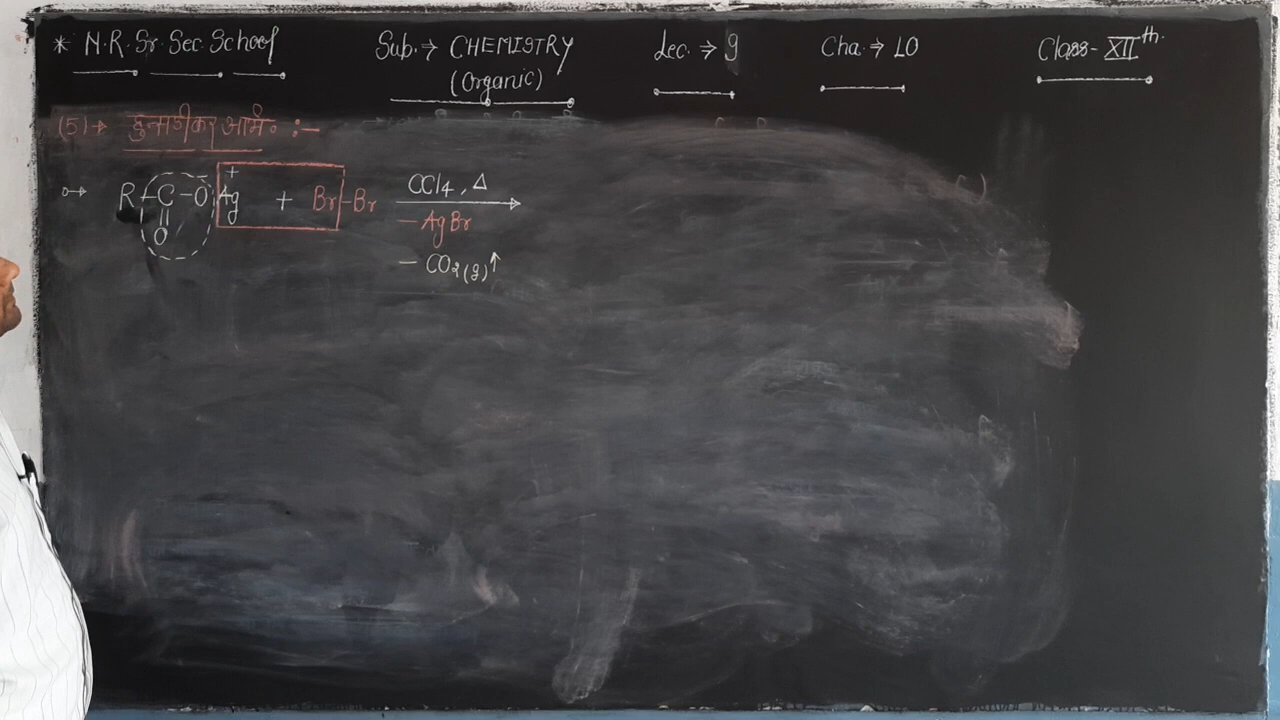 * N.R. Sr. Sec. School Sub. → CHEMISTRY Lec. → 9 Cha. → 10 Class- XIIth.
(Organic)
(5) → हुन्सडीकर अभि॰ :-
→ R-C-O⁻ Ag⁺ + Br-Br CCl₄, Δ
|| - AgBr
O - CO₂(g)↑